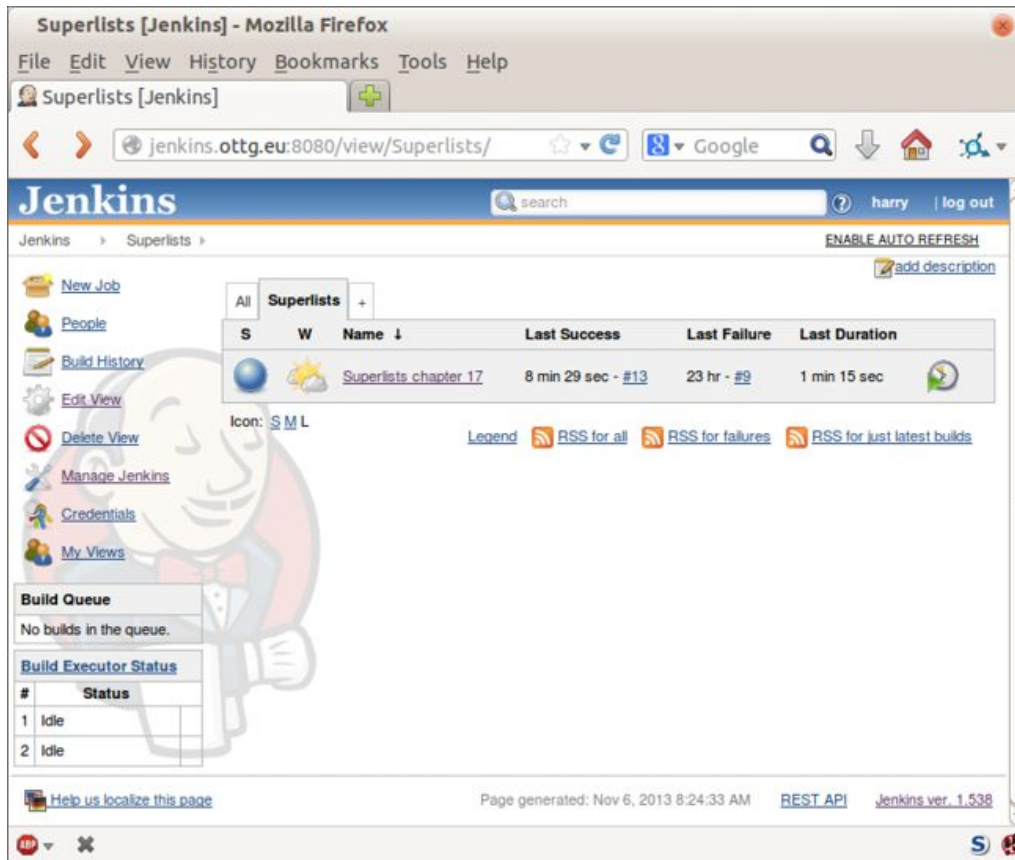 Superlists [Jenkins] - Mozilla Firefox
File Edit View History Bookmarks Tools Help
Superlists [Jenkins]
jenkins.ottg.eu:8080/view/Superlists/
Google
Jenkins
search
harry | log out
Jenkins Superlists
ENABLE AUTO REFRESH
add description
New Job
People
Build History
Edit View
Delete View
Manage Jenkins
Credentials
My Views
All Superlists +
S W Name ↓ Last Success Last Failure Last Duration
Superlists chapter 17 8 min 29 sec - #13 23 hr - #9 1 min 15 sec
Icon: S M L
Legend RSS for all RSS for failures RSS for just latest builds
Build Queue
No builds in the queue.
Build Executor Status
# Status
1 Idle
2 Idle
Help us localize this page
Page generated: Nov 6, 2013 8:24:33 AM REST API Jenkins ver. 1.538
ABP
S